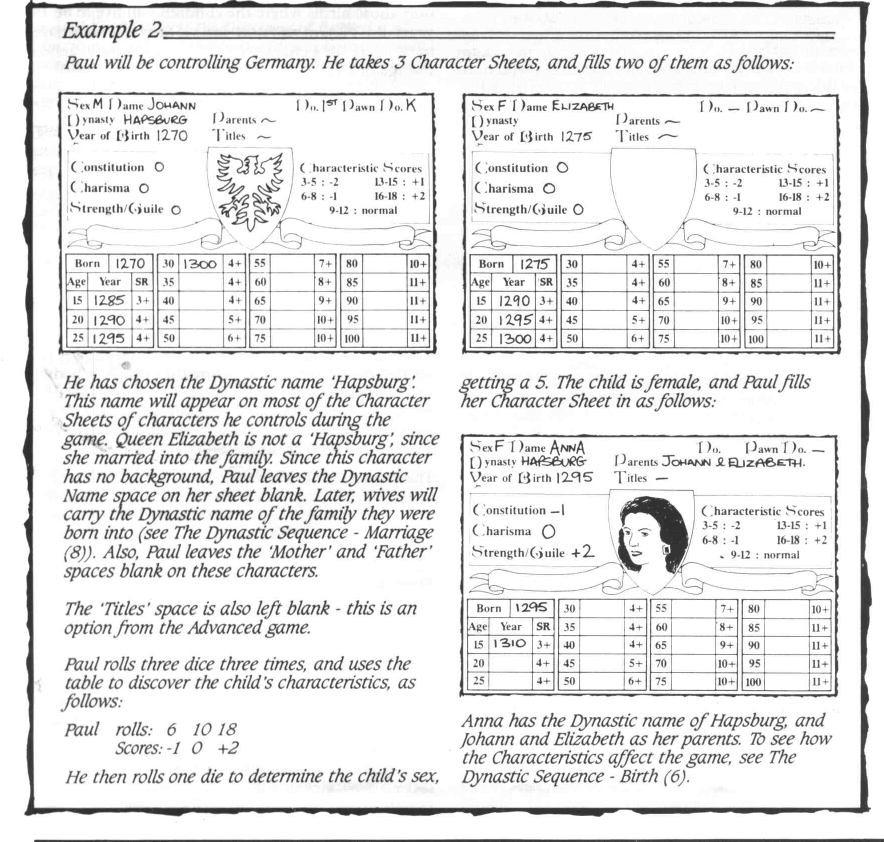 Example 2
Paul will be controlling Germany. He takes 3 Character Sheets, and fills two of them as follows:
Sex M Name JOHANN No. 1ST Pawn No. K
Dynasty HAPSBURG Parents ~
Year of Birth 1270 Titles ~
Constitution O Characteristic Scores
3-5 : -2 13-15 : +1
Charisma O 6-8 : -1 16-18 : +2
Strength/Guile O 9-12 : normal
Born 1270 30 1300 4+ 55 7+ 80 10+
Age Year SR 35 4+ 60 8+ 85 11+
15 1285 3+ 40 4+ 65 9+ 90 11+
20 1290 4+ 45 5+ 70 10+ 95 11+
25 1295 4+ 50 6+ 75 10+ 100 11+
Sex F Name ELIZABETH No. — Pawn No. ~
Dynasty Parents ~
Year of Birth 1275 Titles ~
Constitution O Characteristic Scores
3-5 : -2 13-15 : +1
Charisma O 6-8 : -1 16-18 : +2
Strength/Guile O 9-12 : normal
Born 1275 30 4+ 55 7+ 80 10+
Age Year SR 35 4+ 60 8+ 85 11+
15 1290 3+ 40 4+ 65 9+ 90 11+
20 1295 4+ 45 5+ 70 10+ 95 11+
25 1300 4+ 50 6+ 75 10+ 100 11+
He has chosen the Dynastic name 'Hapsburg'.
This name will appear on most of the Character
Sheets of characters he controls during the
game. Queen Elizabeth is not a 'Hapsburg', since
she married into the family. Since this character
has no background, Paul leaves the Dynastic
Name space on her sheet blank. Later, wives will
carry the Dynastic name of the family they were
born into (see The Dynastic Sequence - Marriage
(8)). Also, Paul leaves the 'Mother' and 'Father'
spaces blank on these characters.
The 'Titles' space is also left blank - this is an
option from the Advanced game.
Paul rolls three dice three times, and uses the
table to discover the child's characteristics, as
follows:
Paul rolls: 6 10 18
Scores: -1 0 +2
He then rolls one die to determine the child's sex,
getting a 5. The child is female, and Paul fills
her Character Sheet in as follows:
Sex F Name ANNA No. Pawn No. —
Dynasty HAPSBURG Parents JOHANN & ELIZABETH.
Year of Birth 1295 Titles —
Constitution -1 Characteristic Scores
3-5 : -2 13-15 : +1
Charisma O 6-8 : -1 16-18 : +2
Strength/Guile +2 9-12 : normal
Born 1295 30 4+ 55 7+ 80 10+
Age Year SR 35 4+ 60 8+ 85 11+
15 1310 3+ 40 4+ 65 9+ 90 11+
20 4+ 45 5+ 70 10+ 95 11+
25 4+ 50 6+ 75 10+ 100 11+
Anna has the Dynastic name of Hapsburg, and
Johann and Elizabeth as her parents. To see how
the Characteristics affect the game, see The
Dynastic Sequence - Birth (6).